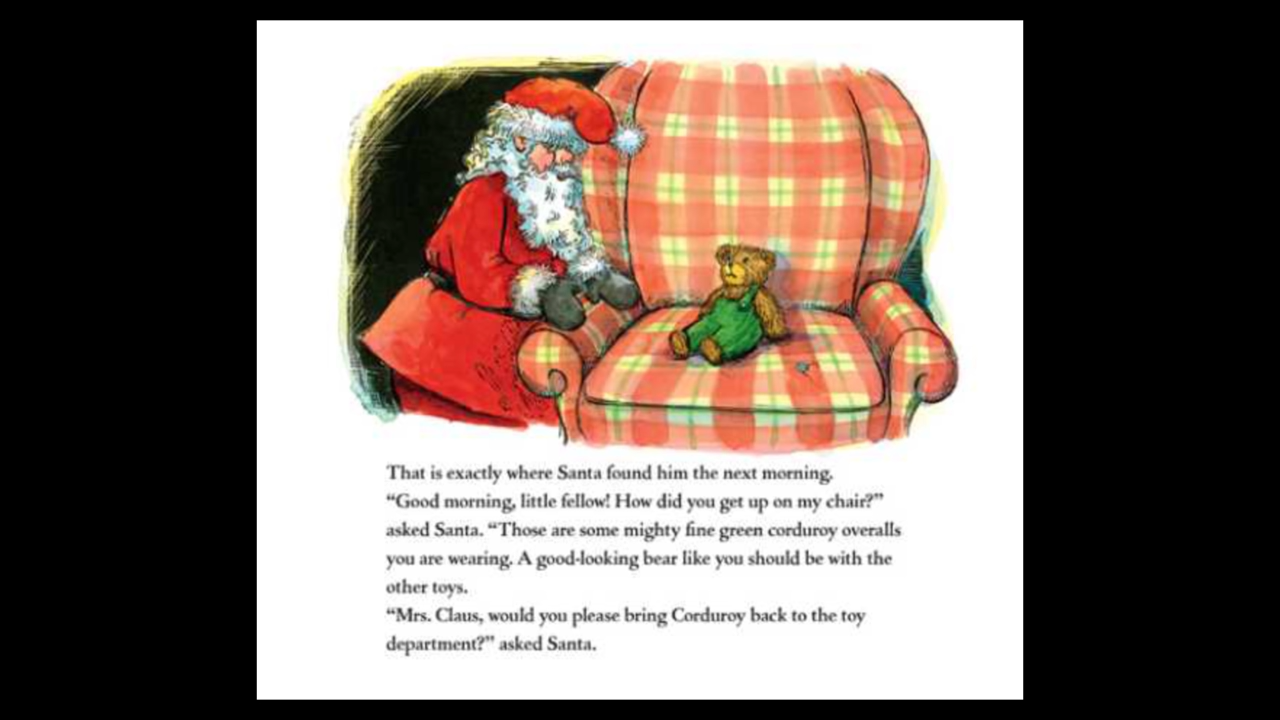 That is exactly where Santa found him the next morning.
“Good morning, little fellow! How did you get up on my chair?”
asked Santa. “Those are some mighty fine green corduroy overalls
you are wearing. A good-looking bear like you should be with the
other toys.
“Mrs. Claus, would you please bring Corduroy back to the toy
department?” asked Santa.